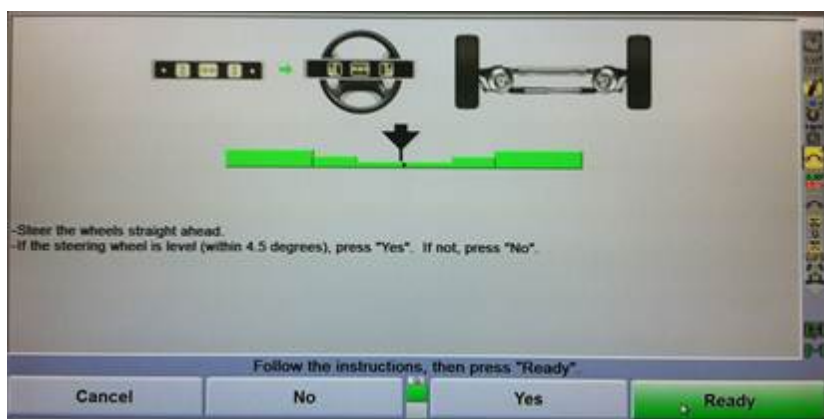 -Steer the wheels straight ahead.
-If the steering wheel is level (within 4.5 degrees), press "Yes". If not, press "No".
Follow the instructions, then press "Ready".
Cancel
No
Yes
Ready